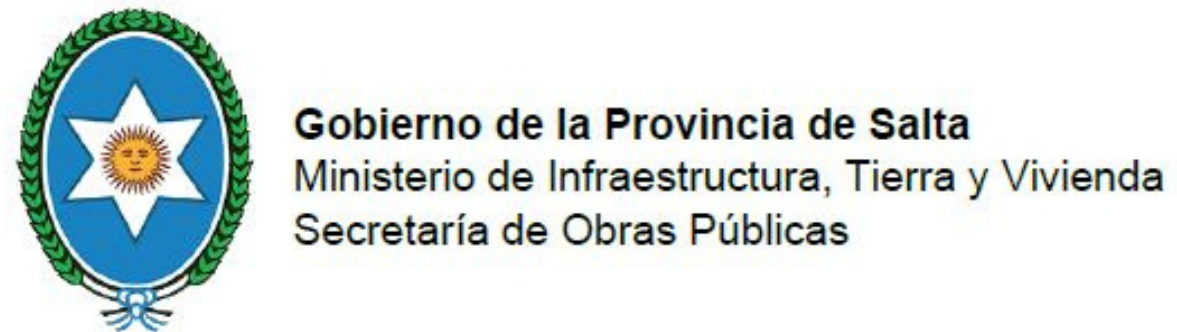 Gobierno de la Provincia de Salta
Ministerio de Infraestructura, Tierra y Vivienda
Secretaría de Obras Públicas